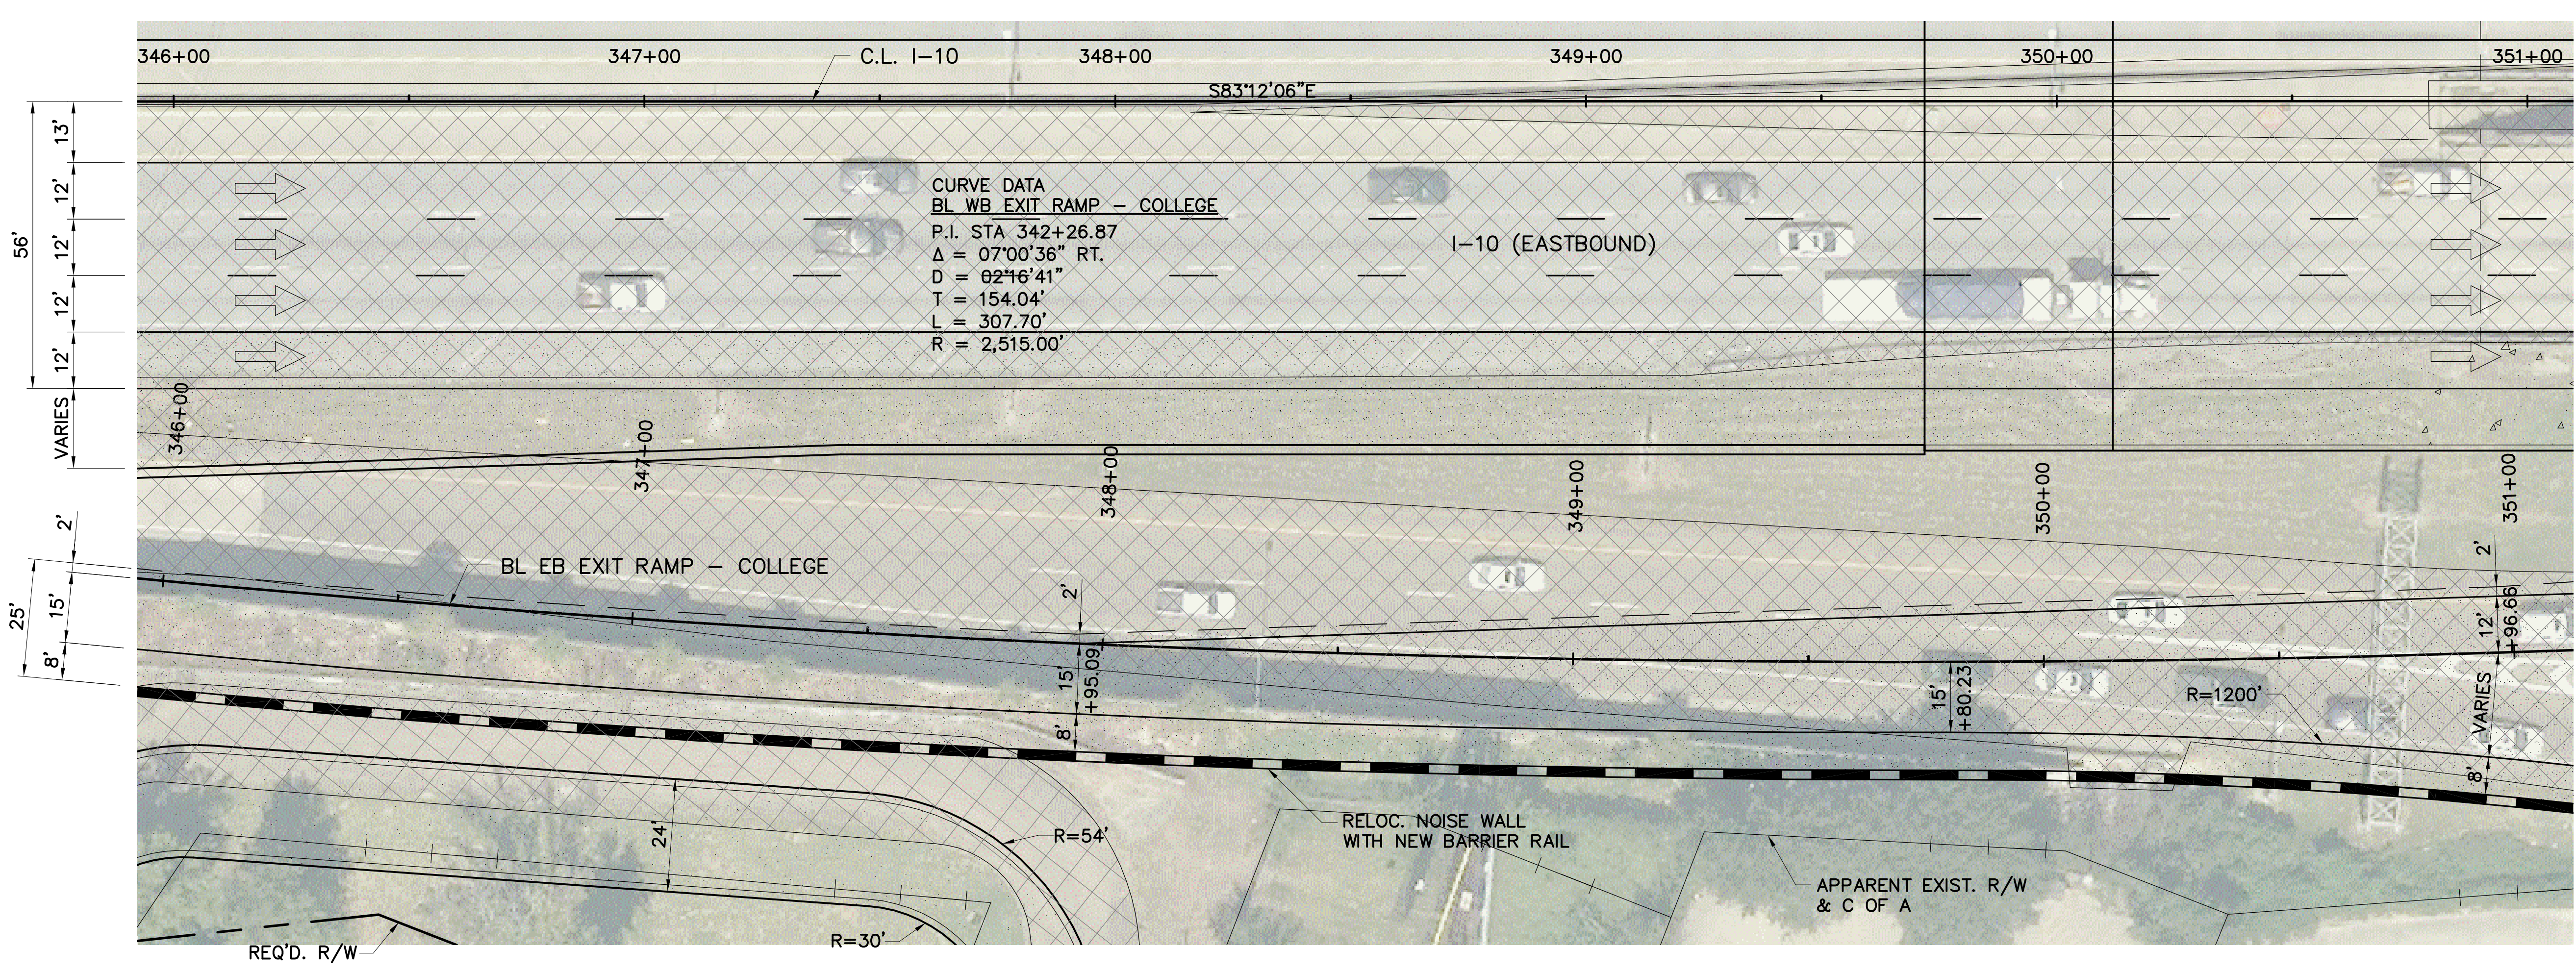 346+00
347+00
C.L. I-10
348+00
349+00
350+00
351+00
S83°12'06"E
13'
12'
12'
12'
12'
56'
VARIES
CURVE DATA
BL WB EXIT RAMP - COLLEGE
P.I. STA 342+26.87
Δ = 07°00'36" RT.
D = 02°16'41"
T = 154.04'
L = 307.70'
R = 2,515.00'
I-10 (EASTBOUND)
346+00
347+00
348+00
349+00
350+00
351+00
2'
15'
25'
8'
BL EB EXIT RAMP - COLLEGE
2'
15'
+95.09
8'
15'
+80.23
R=1200'
2'
12'
+96.66
VARIES
8'
24'
R=54'
R=30'
RELOC. NOISE WALL
WITH NEW BARRIER RAIL
APPARENT EXIST. R/W
& C OF A
REQ'D. R/W